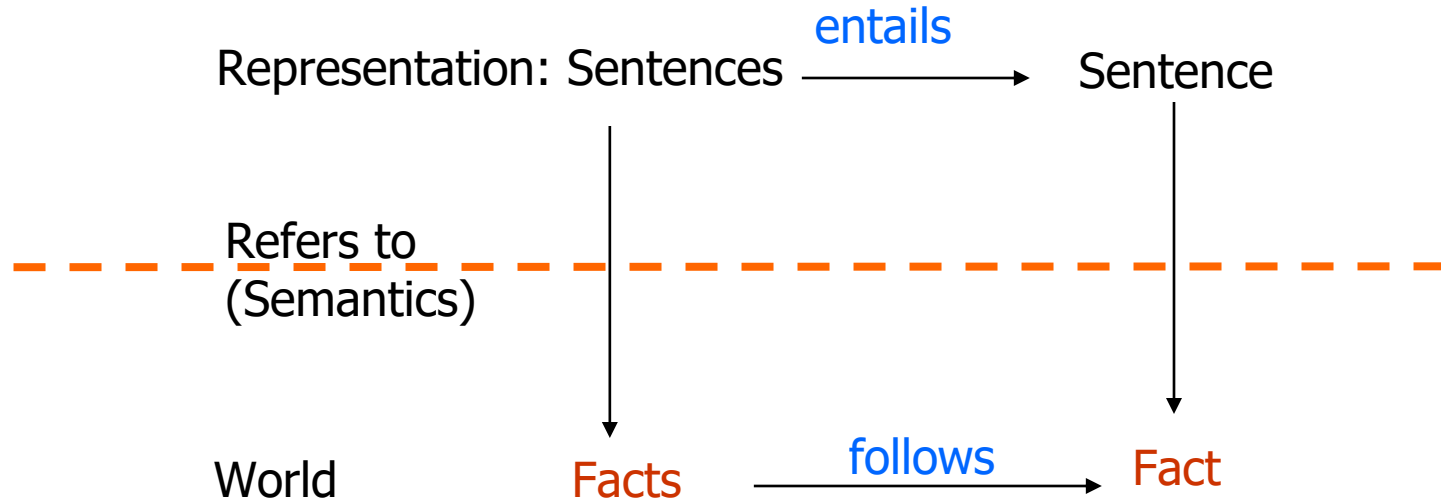 entails
Representation: Sentences Sentence
Refers to
(Semantics)
follows
World Facts Fact